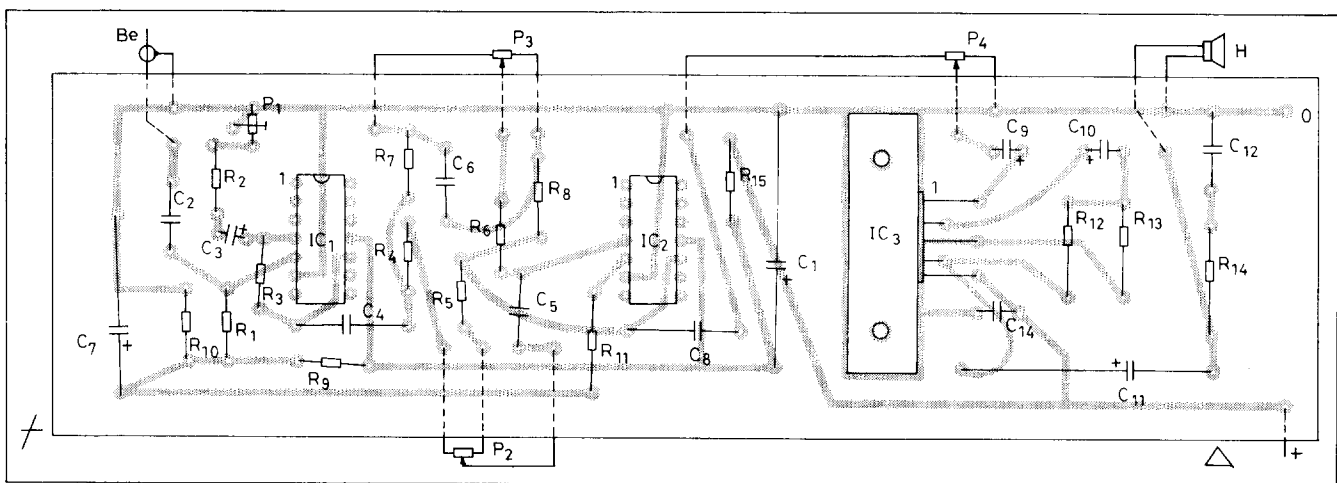 Be
P3
P4
H
P1
0
C9
C10
C12
R7
C6
R2
1
1
R15
R8
1
C2
R6
R12
R13
C3
IC1
R4
IC2
IC3
C1
R14
R3
R5
C5
C4
C14
C7
R10
R1
R11
C8
R9
C11
P2
+